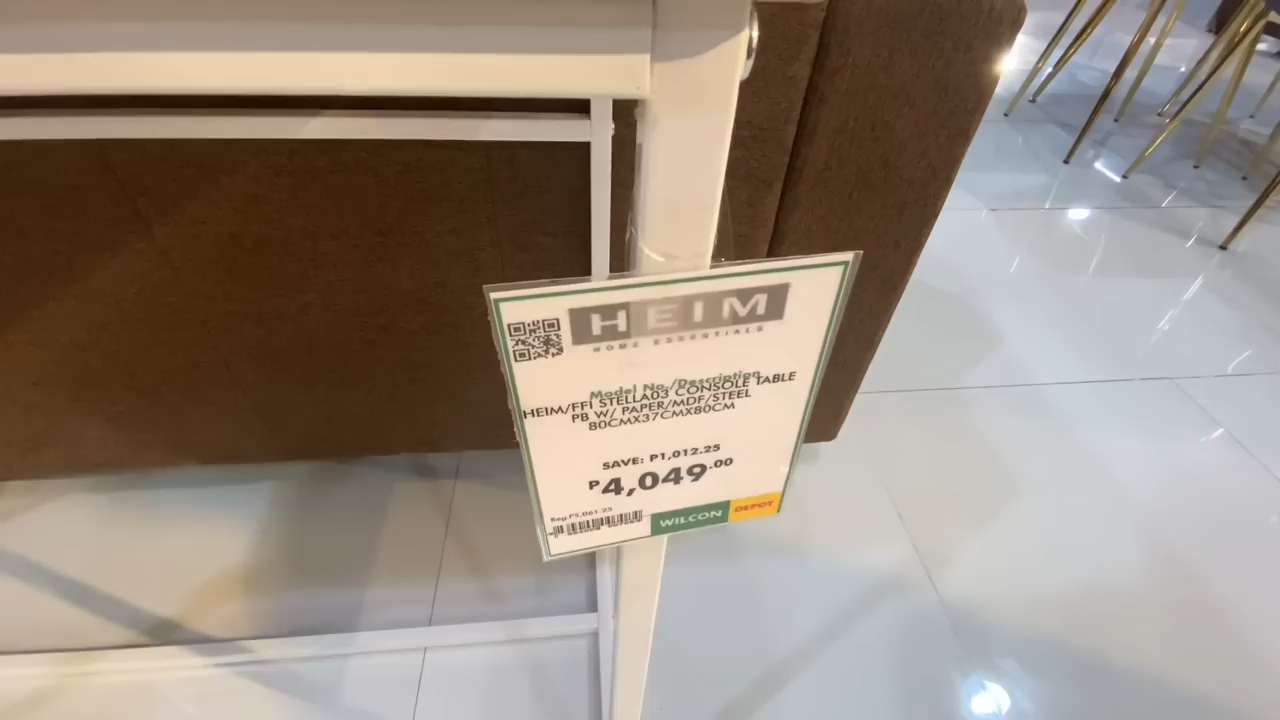 HEIM
HOME ESSENTIALS
Model No./Description
HEIM/FFI STELLA03 CONSOLE TABLE
PB W/ PAPER/MDF/STEEL
80CMX37CMX80CM
SAVE: P1,012.25
P4,049.00
Reg P5,061.25
WILCON DEPOT